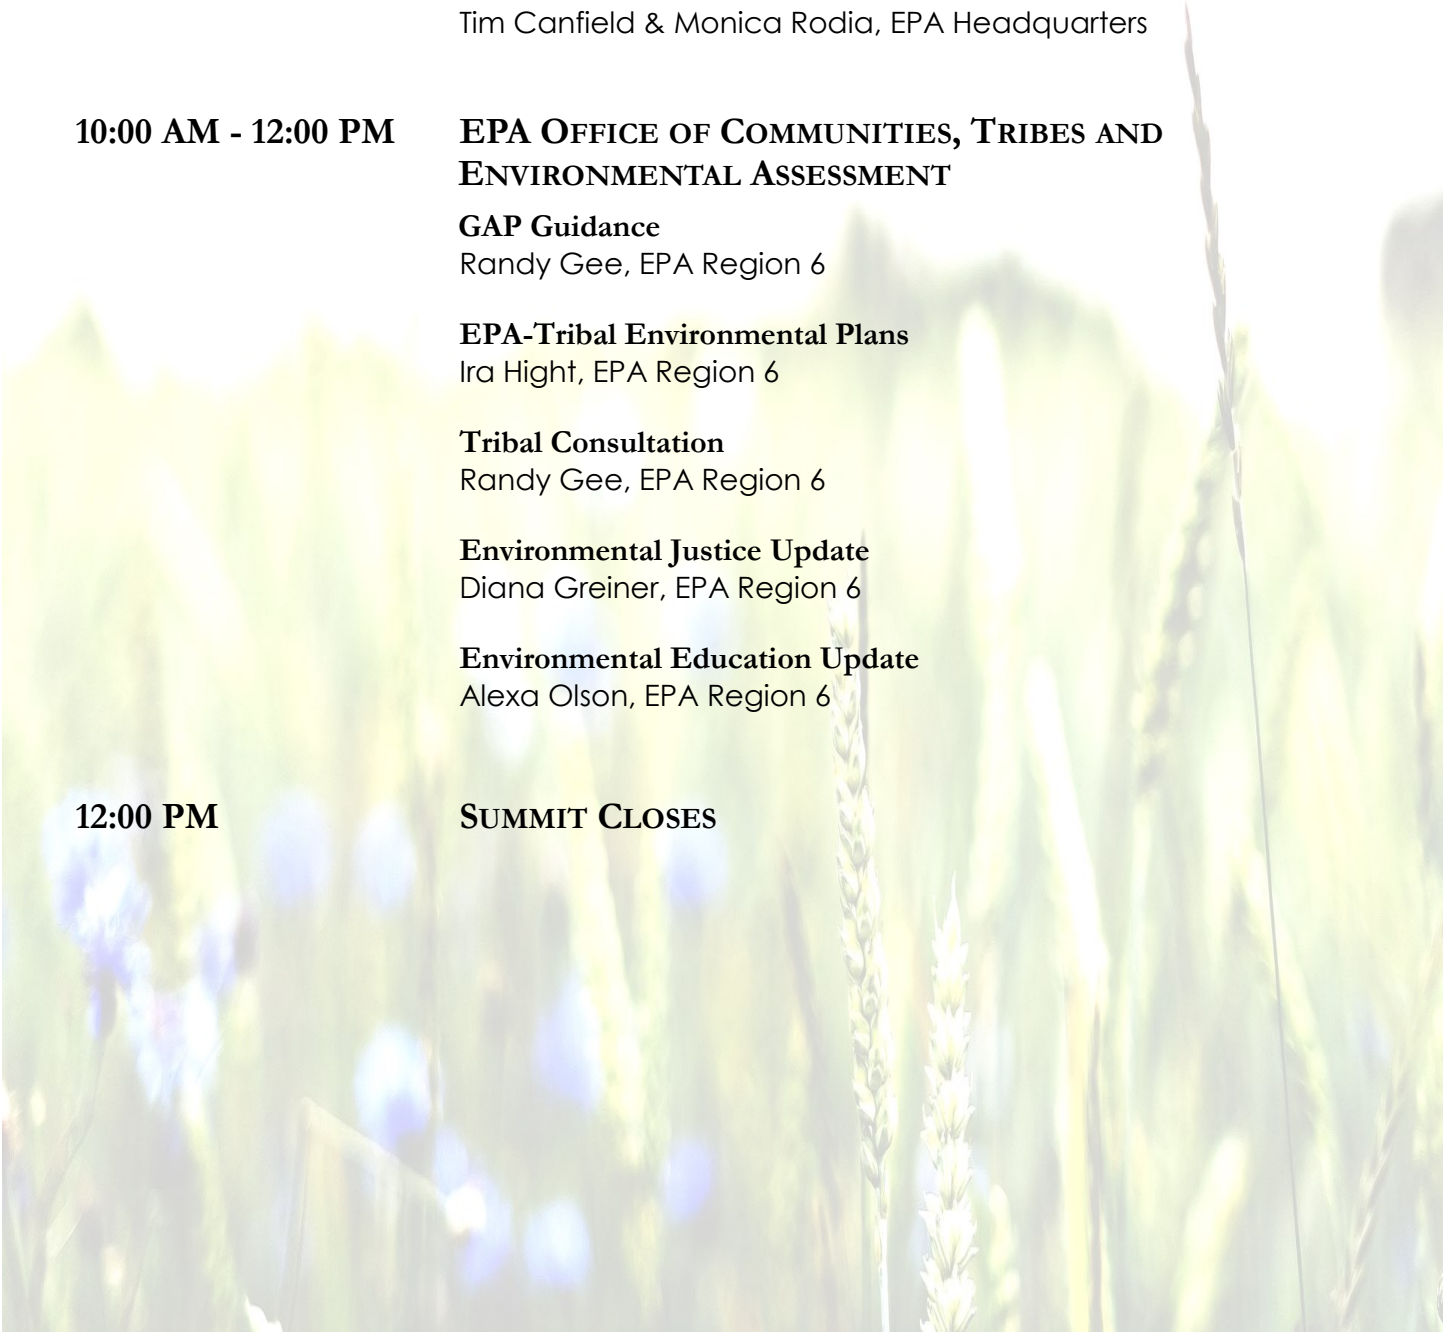 Tim Canfield & Monica Rodia, EPA Headquarters
10:00 AM - 12:00 PM
EPA Office of Communities, Tribes and
Environmental Assessment
GAP Guidance
Randy Gee, EPA Region 6
EPA-Tribal Environmental Plans
Ira Hight, EPA Region 6
Tribal Consultation
Randy Gee, EPA Region 6
Environmental Justice Update
Diana Greiner, EPA Region 6
Environmental Education Update
Alexa Olson, EPA Region 6
12:00 PM
Summit Closes